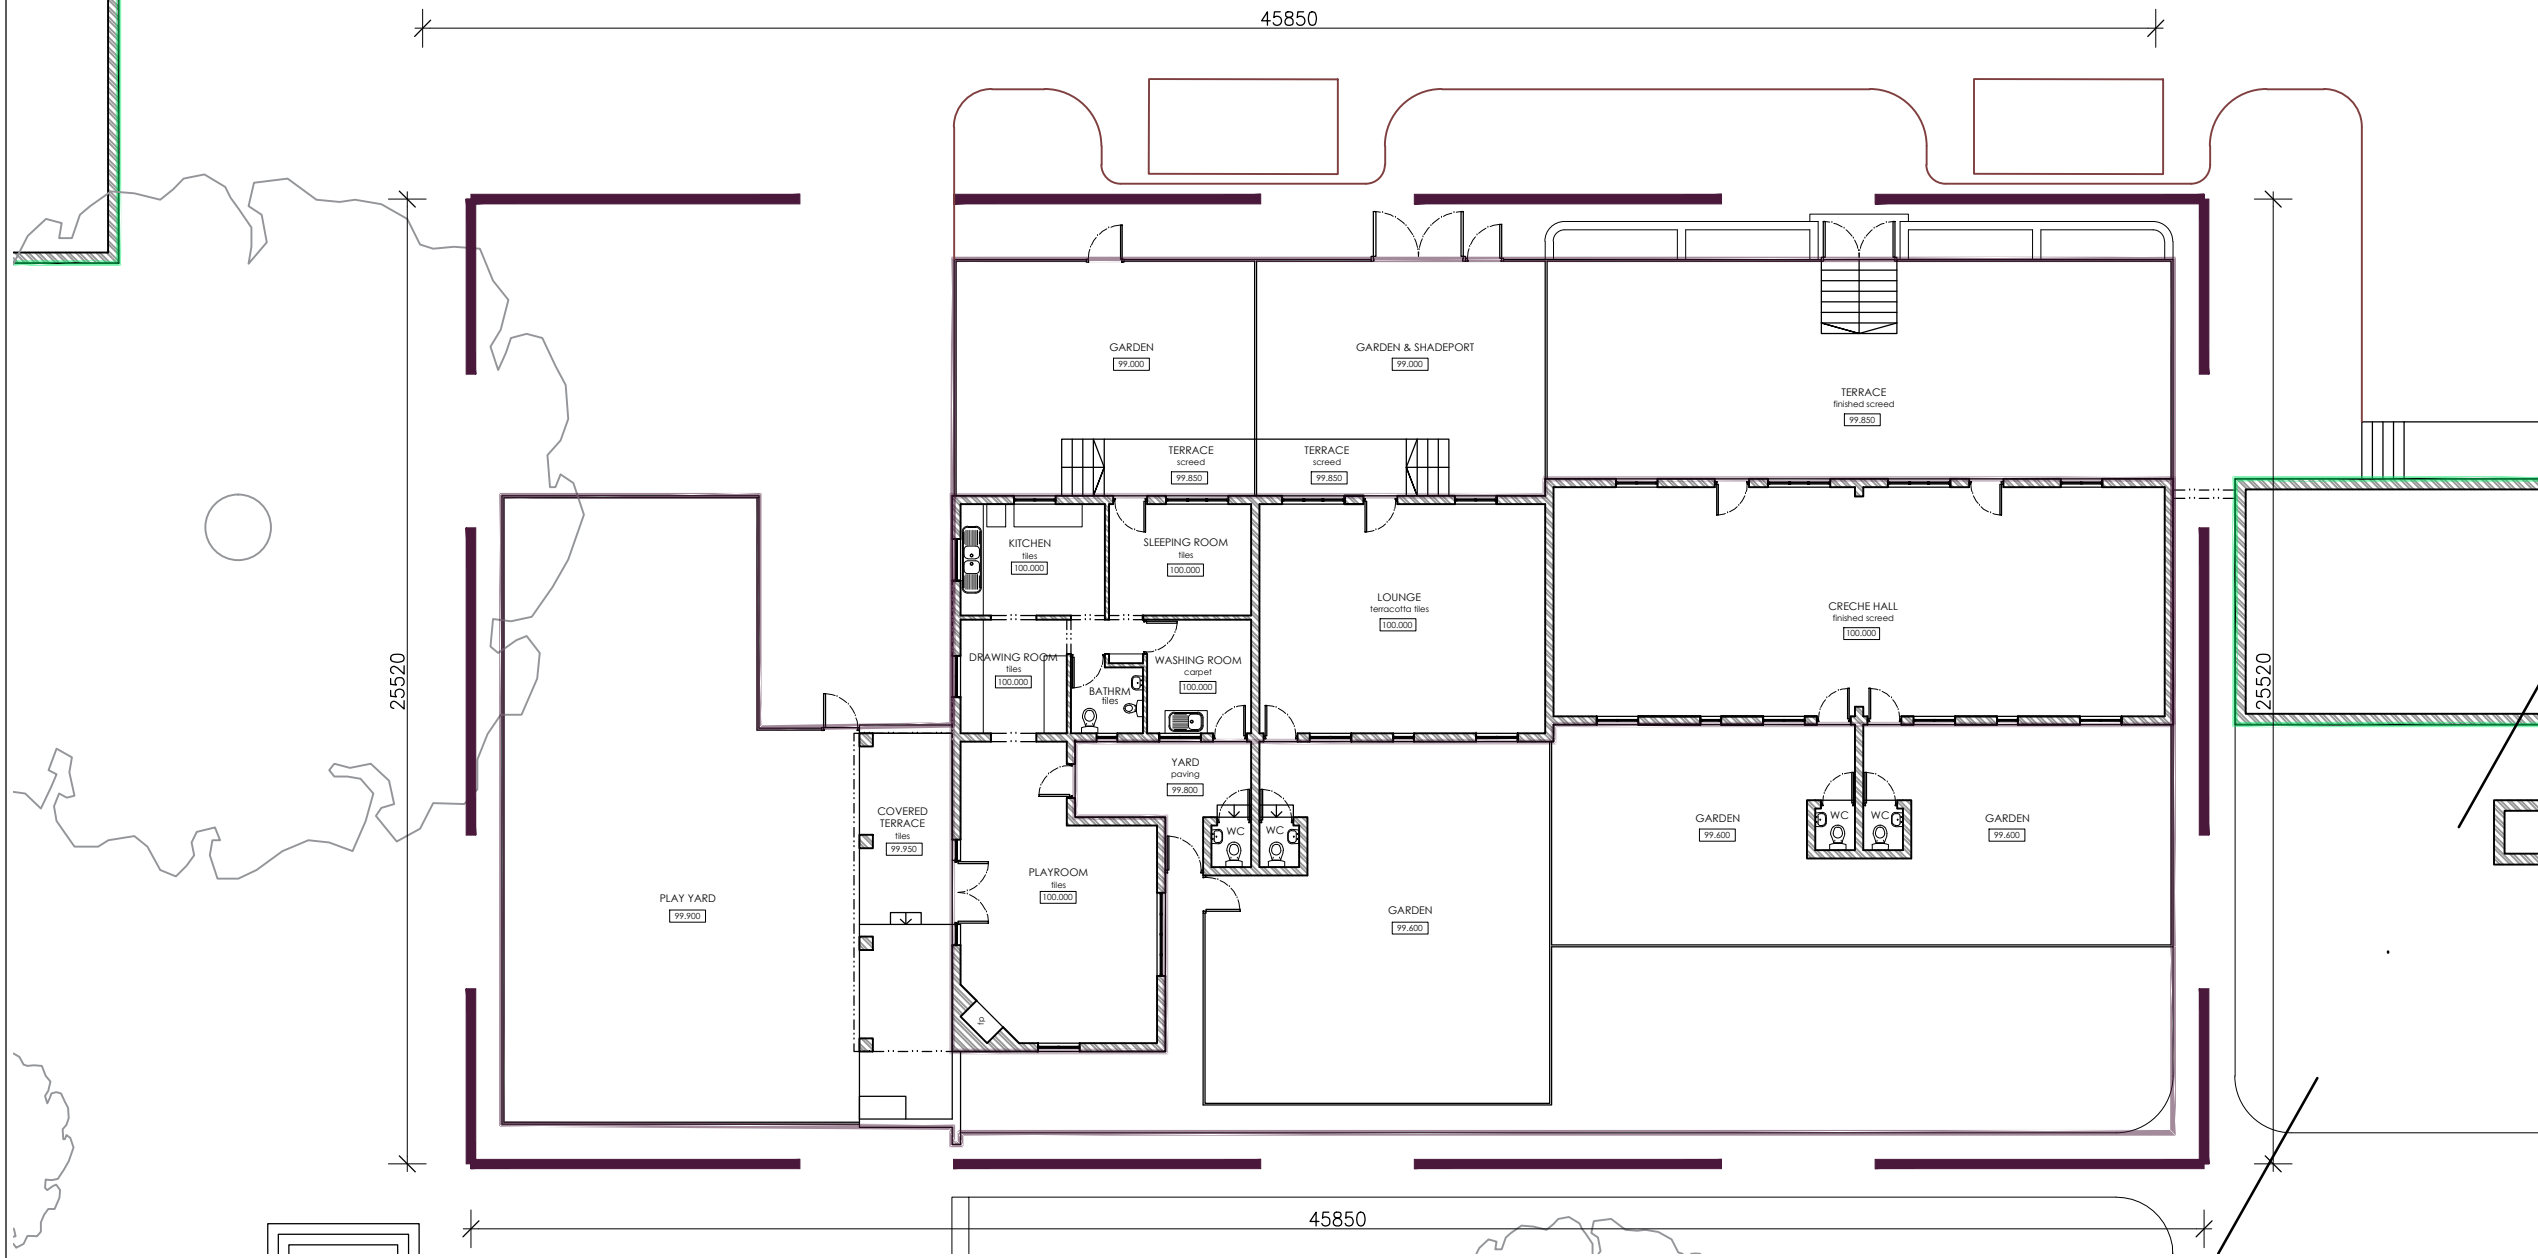 45850
GARDEN
99.000
GARDEN & SHADEPORT
99.000
TERRACE
finished screed
99.850
TERRACE
screed
99.850
TERRACE
screed
99.850
KITCHEN
tiles
100.000
SLEEPING ROOM
tiles
100.000
LOUNGE
terracotta tiles
100.000
CRECHE HALL
finished screed
100.000
25520
25520
DRAWING ROOM
tiles
100.000
BATHRM
tiles
WASHING ROOM
carpet
100.000
YARD
paving
99.800
COVERED
TERRACE
tiles
99.950
WC
WC
GARDEN
99.600
WC
WC
GARDEN
99.600
PLAYROOM
tiles
100.000
PLAY YARD
99.900
GARDEN
99.600
fp
45850